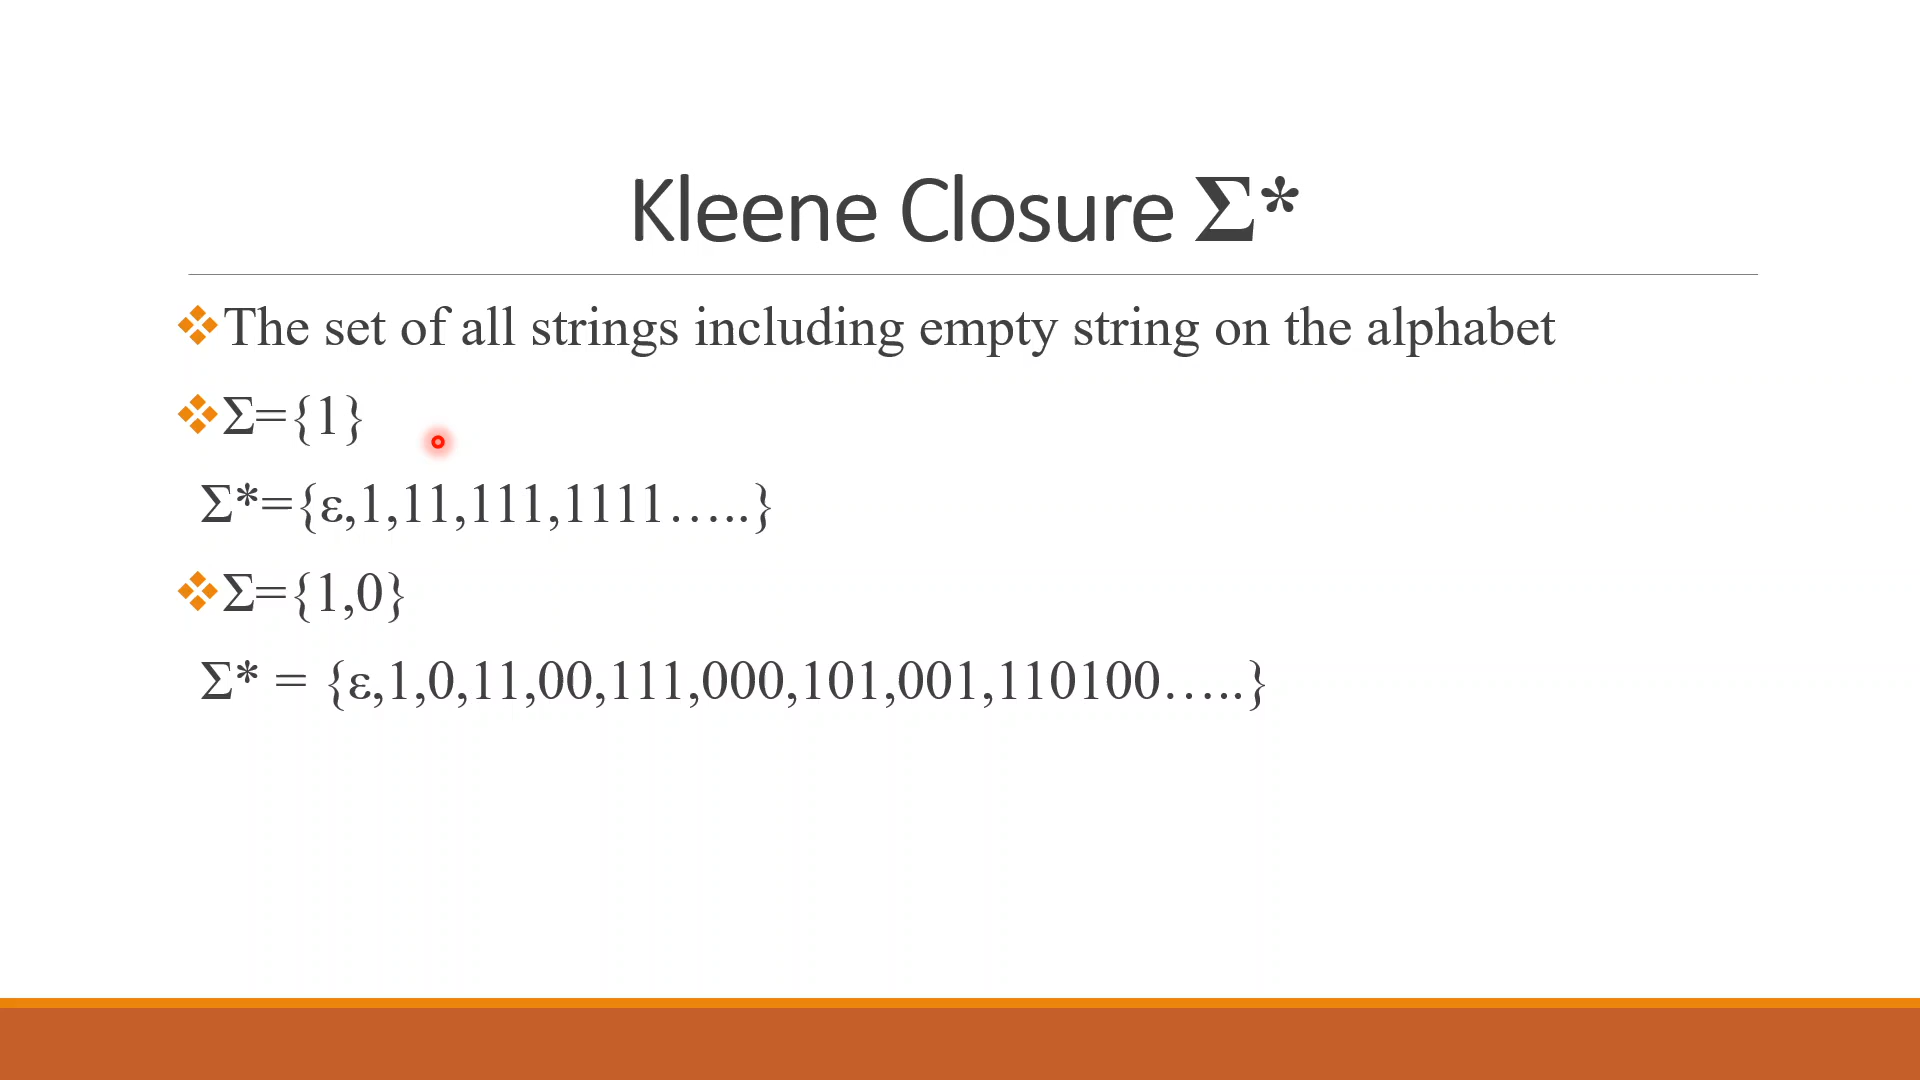 Kleene Closure Σ*
The set of all strings including empty string on the alphabet
Σ={1}
Σ*={ε,1,11,111,1111…..}
Σ={1,0}
Σ* = {ε,1,0,11,00,111,000,101,001,110100…..}